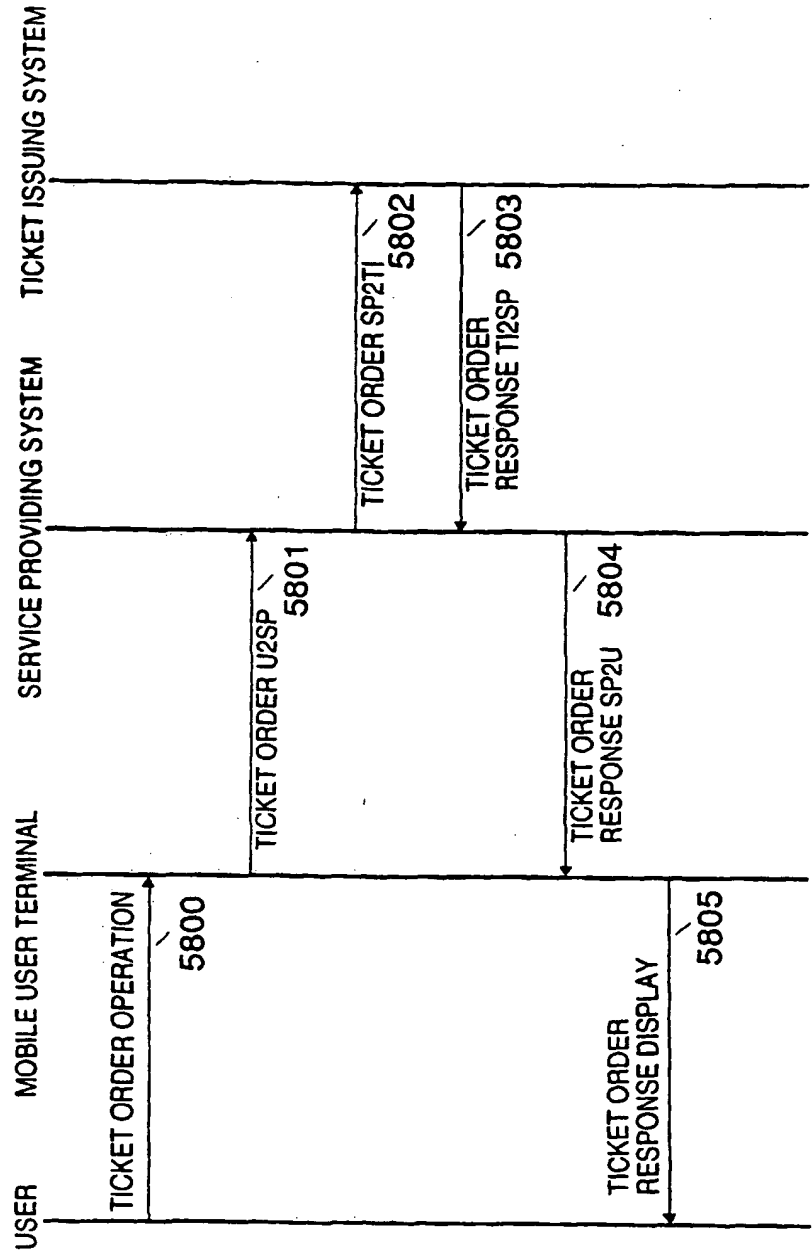 USER
MOBILE USER TERMINAL
SERVICE PROVIDING SYSTEM
TICKET ISSUING SYSTEM
TICKET ORDER OPERATION
5800
TICKET ORDER U2SP
5801
TICKET ORDER SP2TI
5802
TICKET ORDER
RESPONSE TI2SP
5803
TICKET ORDER
RESPONSE SP2U
5804
TICKET ORDER
RESPONSE DISPLAY
5805